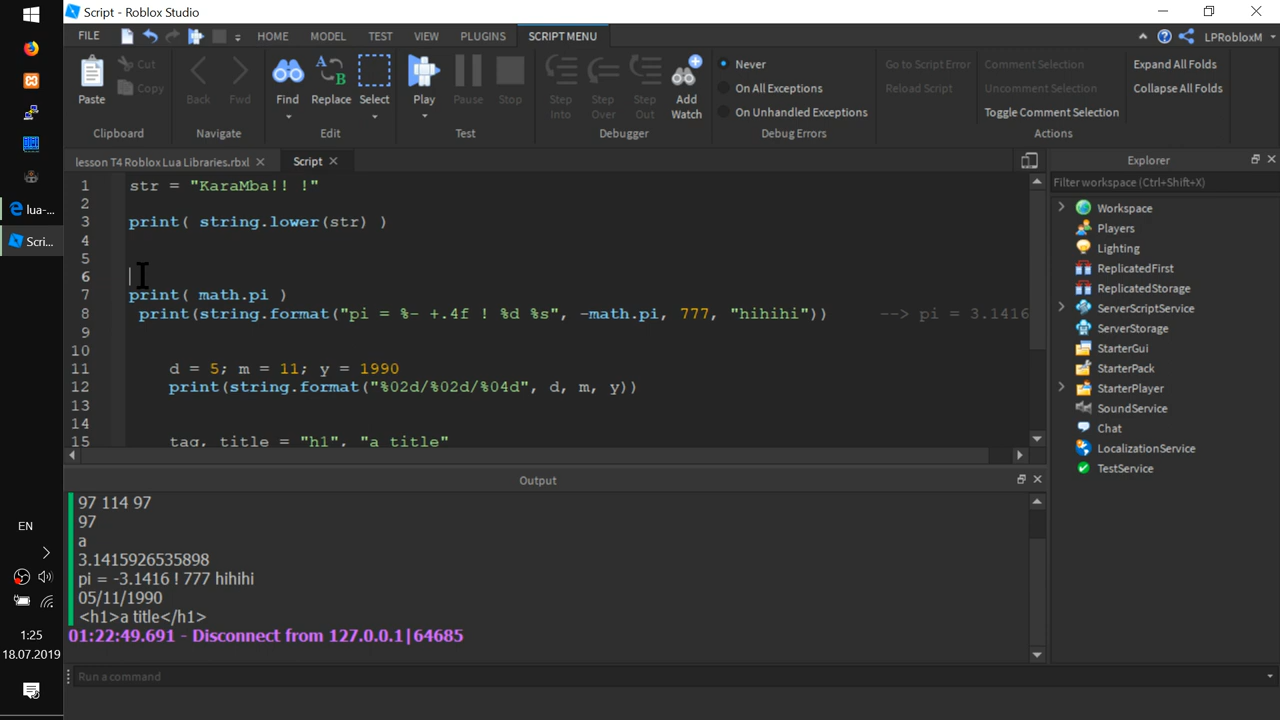 Script - Roblox Studio
FILE HOME MODEL TEST VIEW PLUGINS SCRIPT MENU LPRobloxM
Paste Cut Copy
Clipboard
Back Fwd
Navigate
Find Replace Select
Edit
Play Pause Stop
Test
Step Into Step Over Step Out Add Watch
Debugger
Never
On All Exceptions
On Unhandled Exceptions
Debug Errors
Go to Script Error
Reload Script
Comment Selection
Uncomment Selection
Toggle Comment Selection
Expand All Folds
Collapse All Folds
Actions
lesson T4 Roblox Lua Libraries.rbxl Script
1 str = "KaraMba!! !"
2
3 print( string.lower(str) )
4
5
6
7 print( math.pi )
8 print(string.format("pi = %- +.4f ! %d %s", -math.pi, 777, "hihihi")) --> pi = 3.1416
9
10
11 d = 5; m = 11; y = 1990
12 print(string.format("%02d/%02d/%04d", d, m, y))
13
14
15 tag, title = "h1", "a title"
Output
97 114 97
97
a
3.1415926535898
pi = -3.1416 ! 777 hihihi
05/11/1990
<h1>a title</h1>
01:22:49.691 - Disconnect from 127.0.0.1|64685
Run a command
Explorer
Filter workspace (Ctrl+Shift+X)
Workspace
Players
Lighting
ReplicatedFirst
ReplicatedStorage
ServerScriptService
ServerStorage
StarterGui
StarterPack
StarterPlayer
SoundService
Chat
LocalizationService
TestService
lua-...
Scri...
EN
1:25
18.07.2019